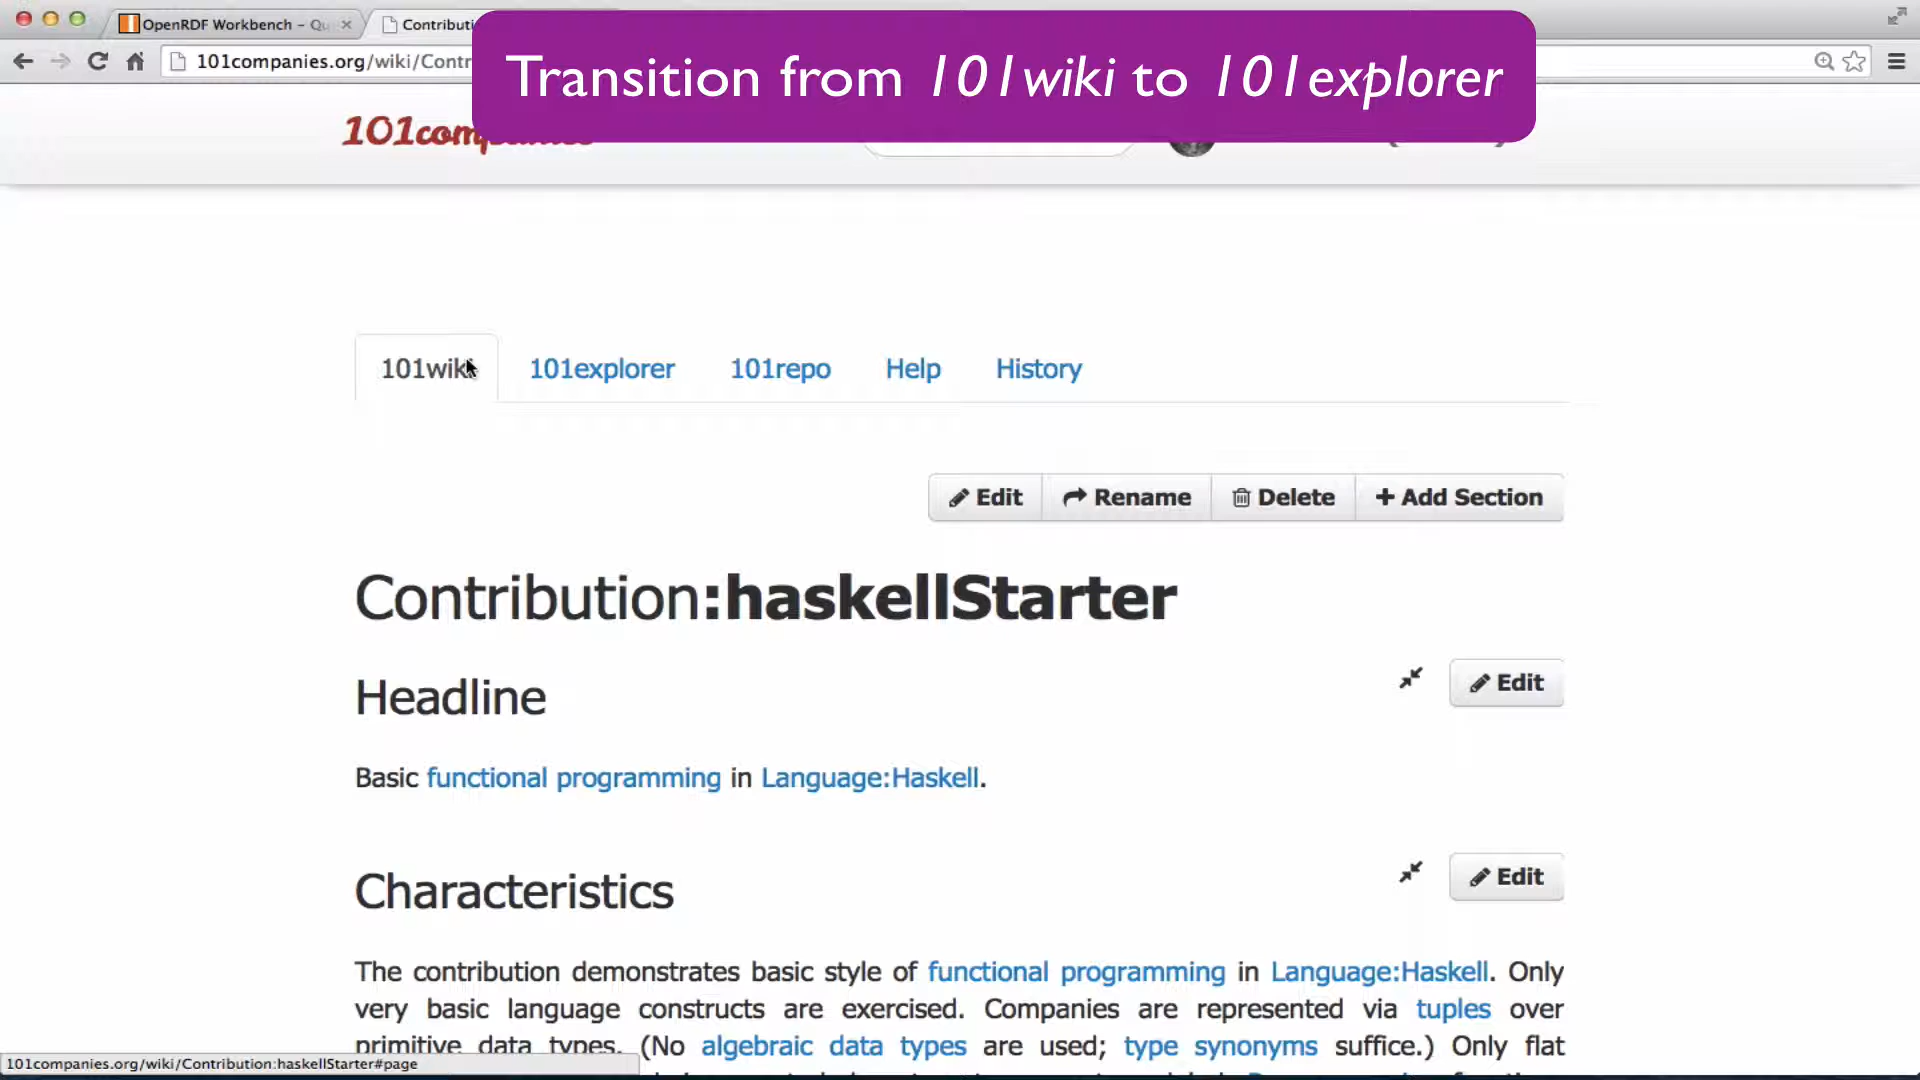 OpenRDF Workbench – Qu
Contributi
101companies.org/wiki/Contr
Transition from 101wiki to 101explorer
101companies
101wiki
101explorer
101repo
Help
History
Edit
Rename
Delete
Add Section
Contribution:haskellStarter
Headline
Edit
Basic functional programming in Language:Haskell.
Characteristics
Edit
The contribution demonstrates basic style of functional programming in Language:Haskell. Only
very basic language constructs are exercised. Companies are represented via tuples over
primitive data types. (No algebraic data types are used; type synonyms suffice.) Only flat
101companies.org/wiki/Contribution:haskellStarter#page